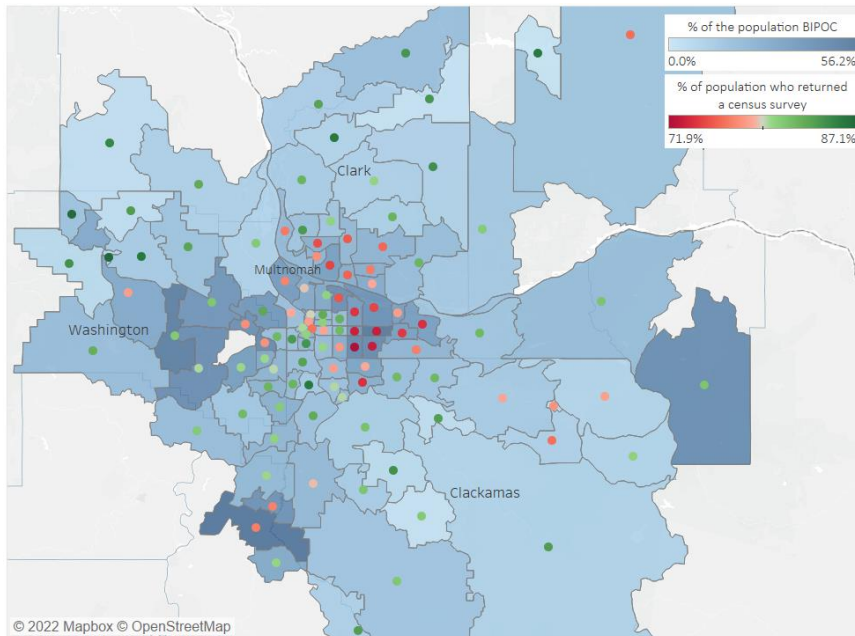 % of the population BIPOC
0.0% 56.2%
% of population who returned
a census survey
71.9% 87.1%
Clark
Multnomah
Washington
Clackamas
© 2022 Mapbox © OpenStreetMap